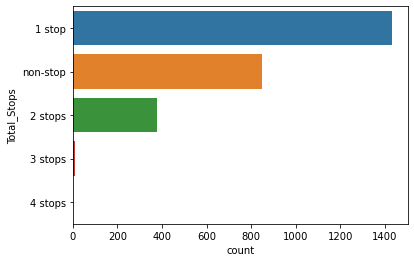 Total_Stops
1 stop
non-stop
2 stops
3 stops
4 stops
0 200 400 600 800 1000 1200 1400
count